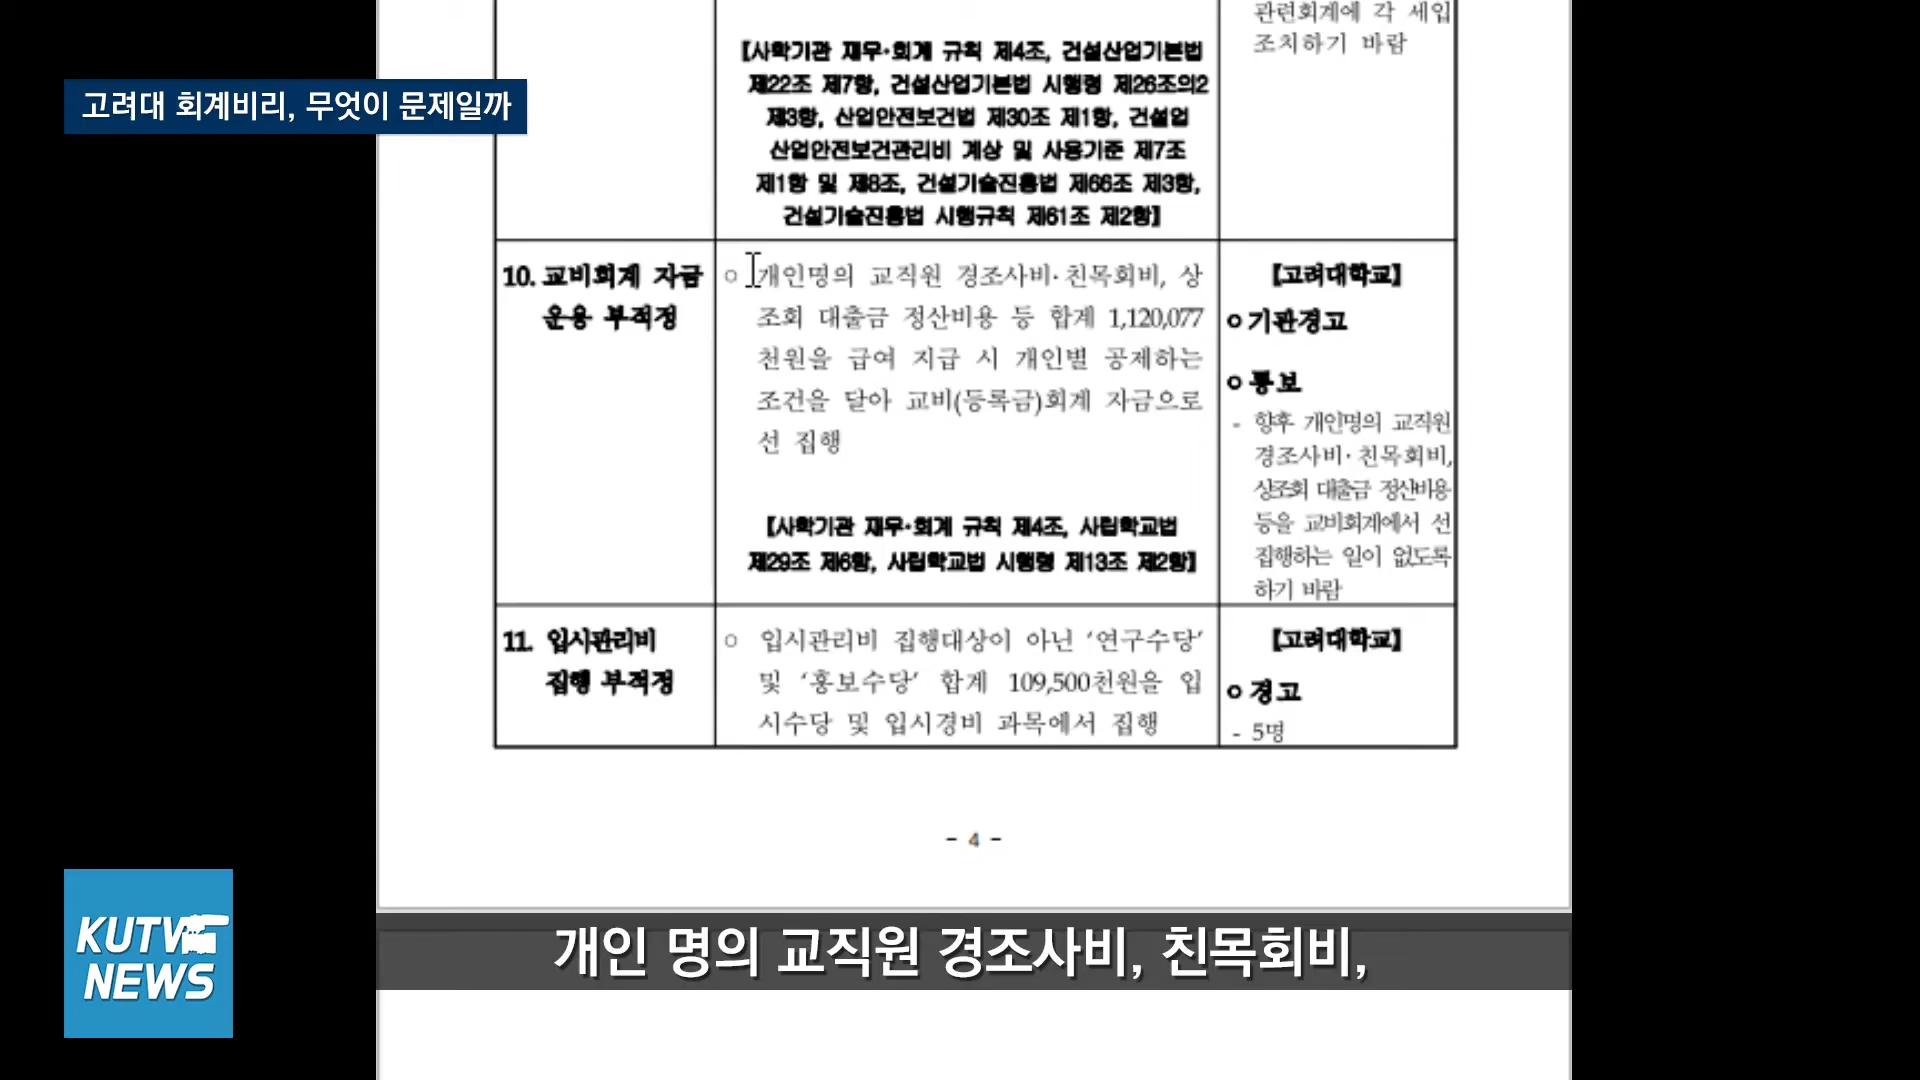 고려대 회계비리, 무엇이 문제일까
관련회계에 각 세입
조치하기 바람
【사학기관 재무·회계 규칙 제4조, 건설산업기본법
제22조 제7항, 건설산업기본법 시행령 제26조의2
제3항, 산업안전보건법 제30조 제1항, 건설업
산업안전보건관리비 계상 및 사용기준 제7조
제1항 및 제8조, 건설기술진흥법 제66조 제3항,
건설기술진흥법 시행규칙 제61조 제2항】
10. 교비회계 자금
운용 부적정
○ 개인명의 교직원 경조사비·친목회비, 상
조회 대출금 정산비용 등 합계 1,120,077
천원을 급여 지급 시 개인별 공제하는
조건을 달아 교비(등록금)회계 자금으로
선 집행
【사학기관 재무·회계 규칙 제4조, 사립학교법
제29조 제6항, 사립학교법 시행령 제13조 제2항】
【고려대학교】
○ 기관경고
○ 통보
- 향후 개인명의 교직원
경조사비·친목회비,
상조회 대출금 정산비용
등을 교비회계에서 선
집행하는 일이 없도록
하기 바람
11. 입시관리비
집행 부적정
○ 입시관리비 집행대상이 아닌 ‘연구수당’
및 ‘홍보수당’ 합계 109,500천원을 입
시수당 및 입시경비 과목에서 집행
【고려대학교】
○ 경고
- 5명
- 4 -
개인 명의 교직원 경조사비, 친목회비,
KUTV
NEWS